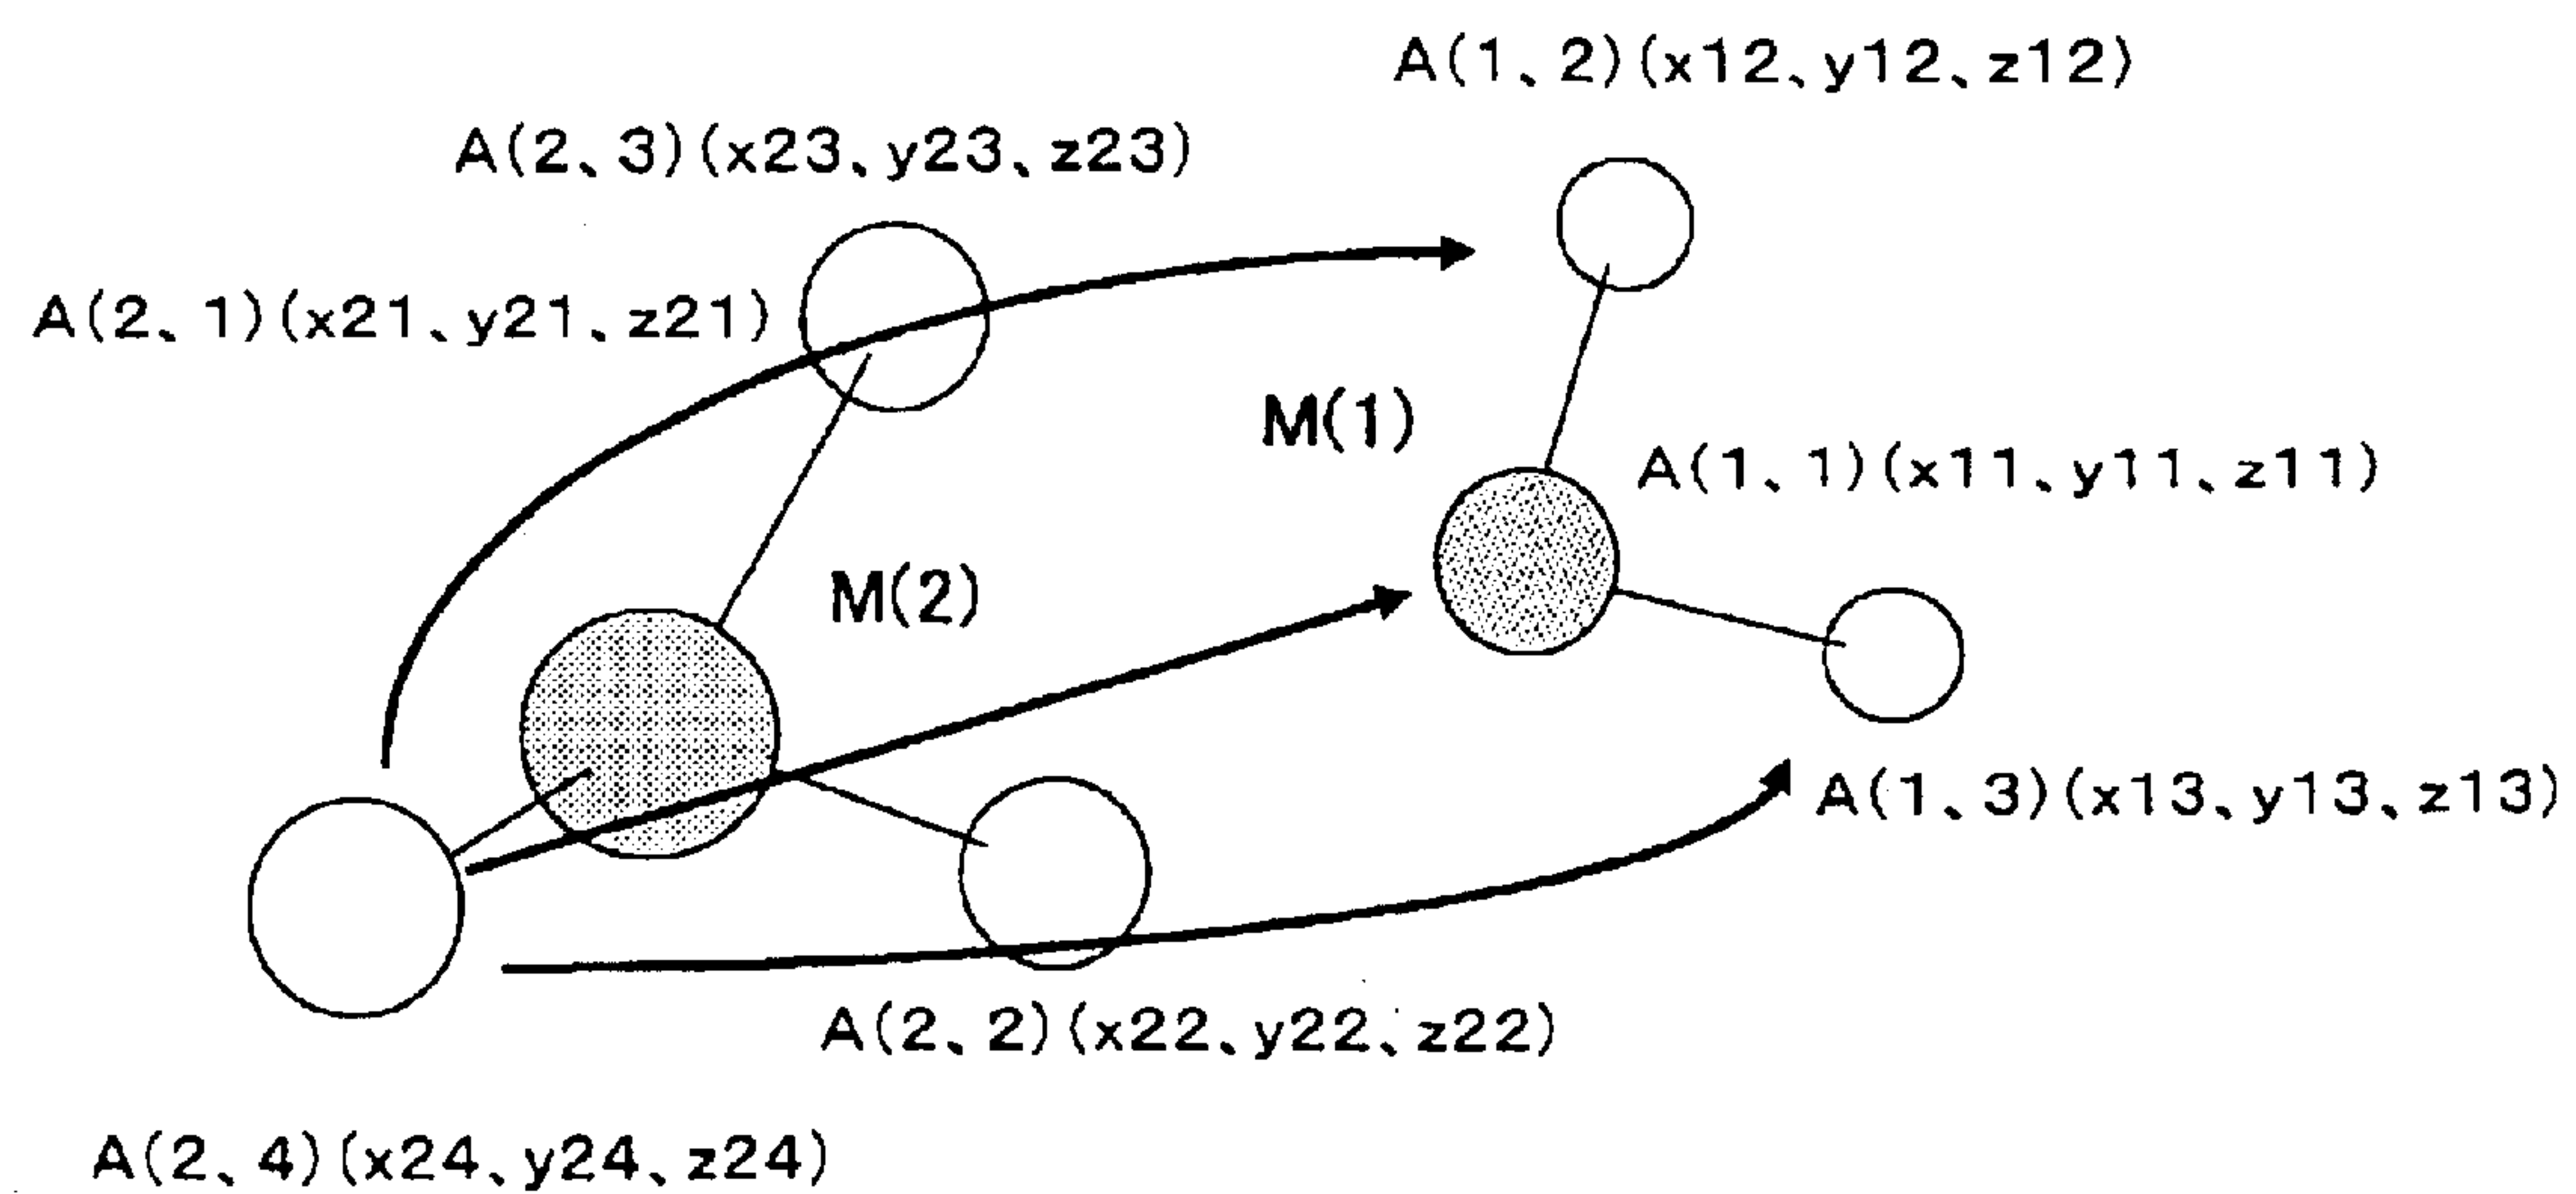 A(1、2)(x12、y12、z12)
A(2、3)(x23、y23、z23)
A(2、1)(x21、y21、z21)
M(1)
A(1、1)(x11、y11、z11)
M(2)
A(1、3)(x13、y13、z13)
A(2、2)(x22、y22、z22)
A(2、4)(x24、y24、z24)